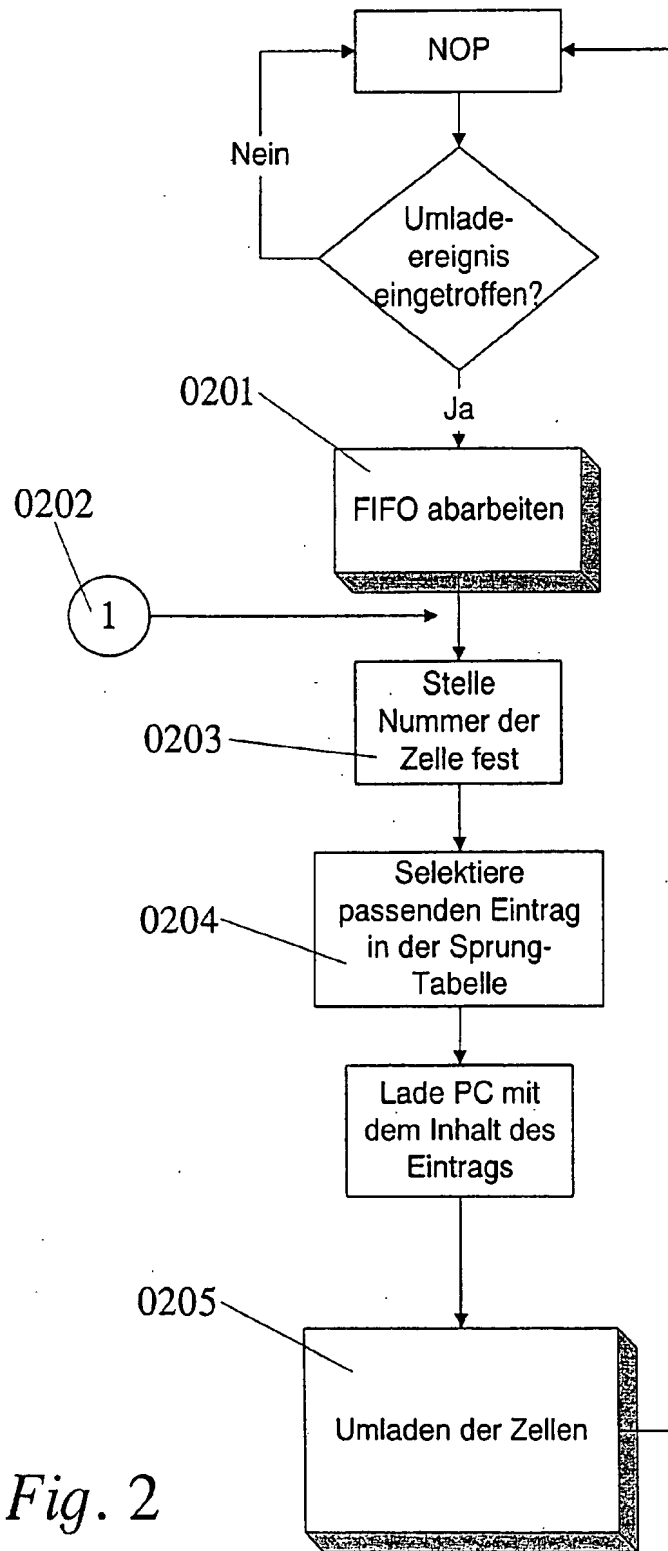 NOP
Nein
Umlade-
ereignis
eingetroffen?
0201
Ja
FIFO abarbeiten
0202
1
Stelle
Nummer der
Zelle fest
0203
Selektiere
passenden Eintrag
in der Sprung-
Tabelle
0204
Lade PC mit
dem Inhalt des
Eintrags
0205
Umladen der Zellen
Fig. 2